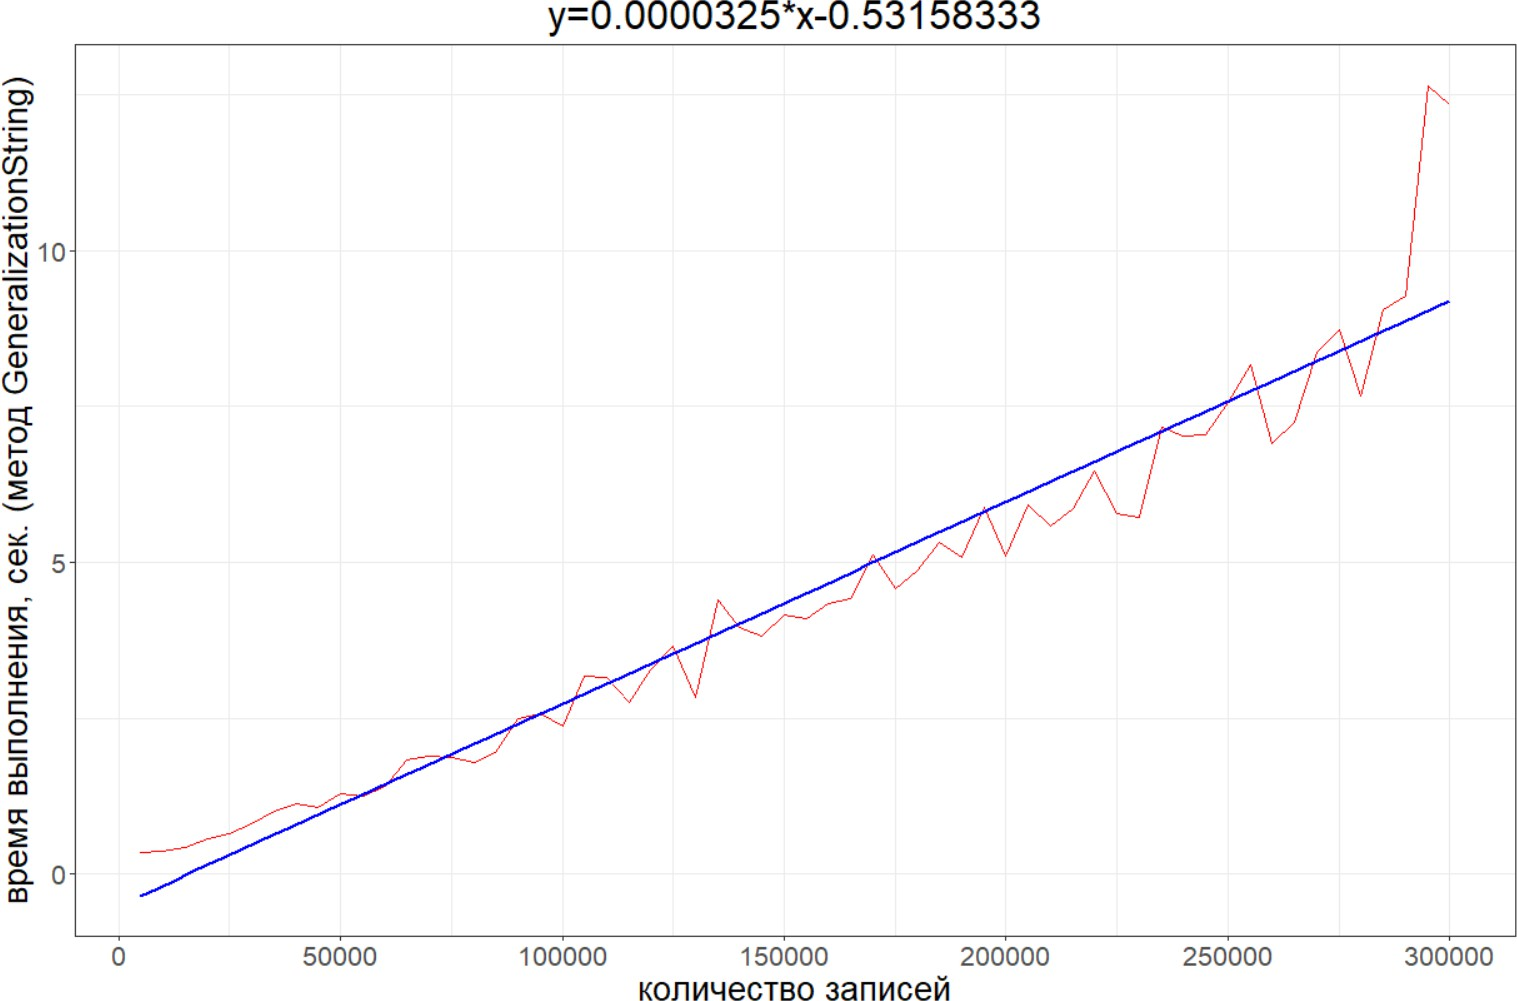 y=0.0000325*x-0.53158333
время выполнения, сек. (метод GeneralizationString)
10
5
0
0 50000 100000 150000 200000 250000 300000
количество записей